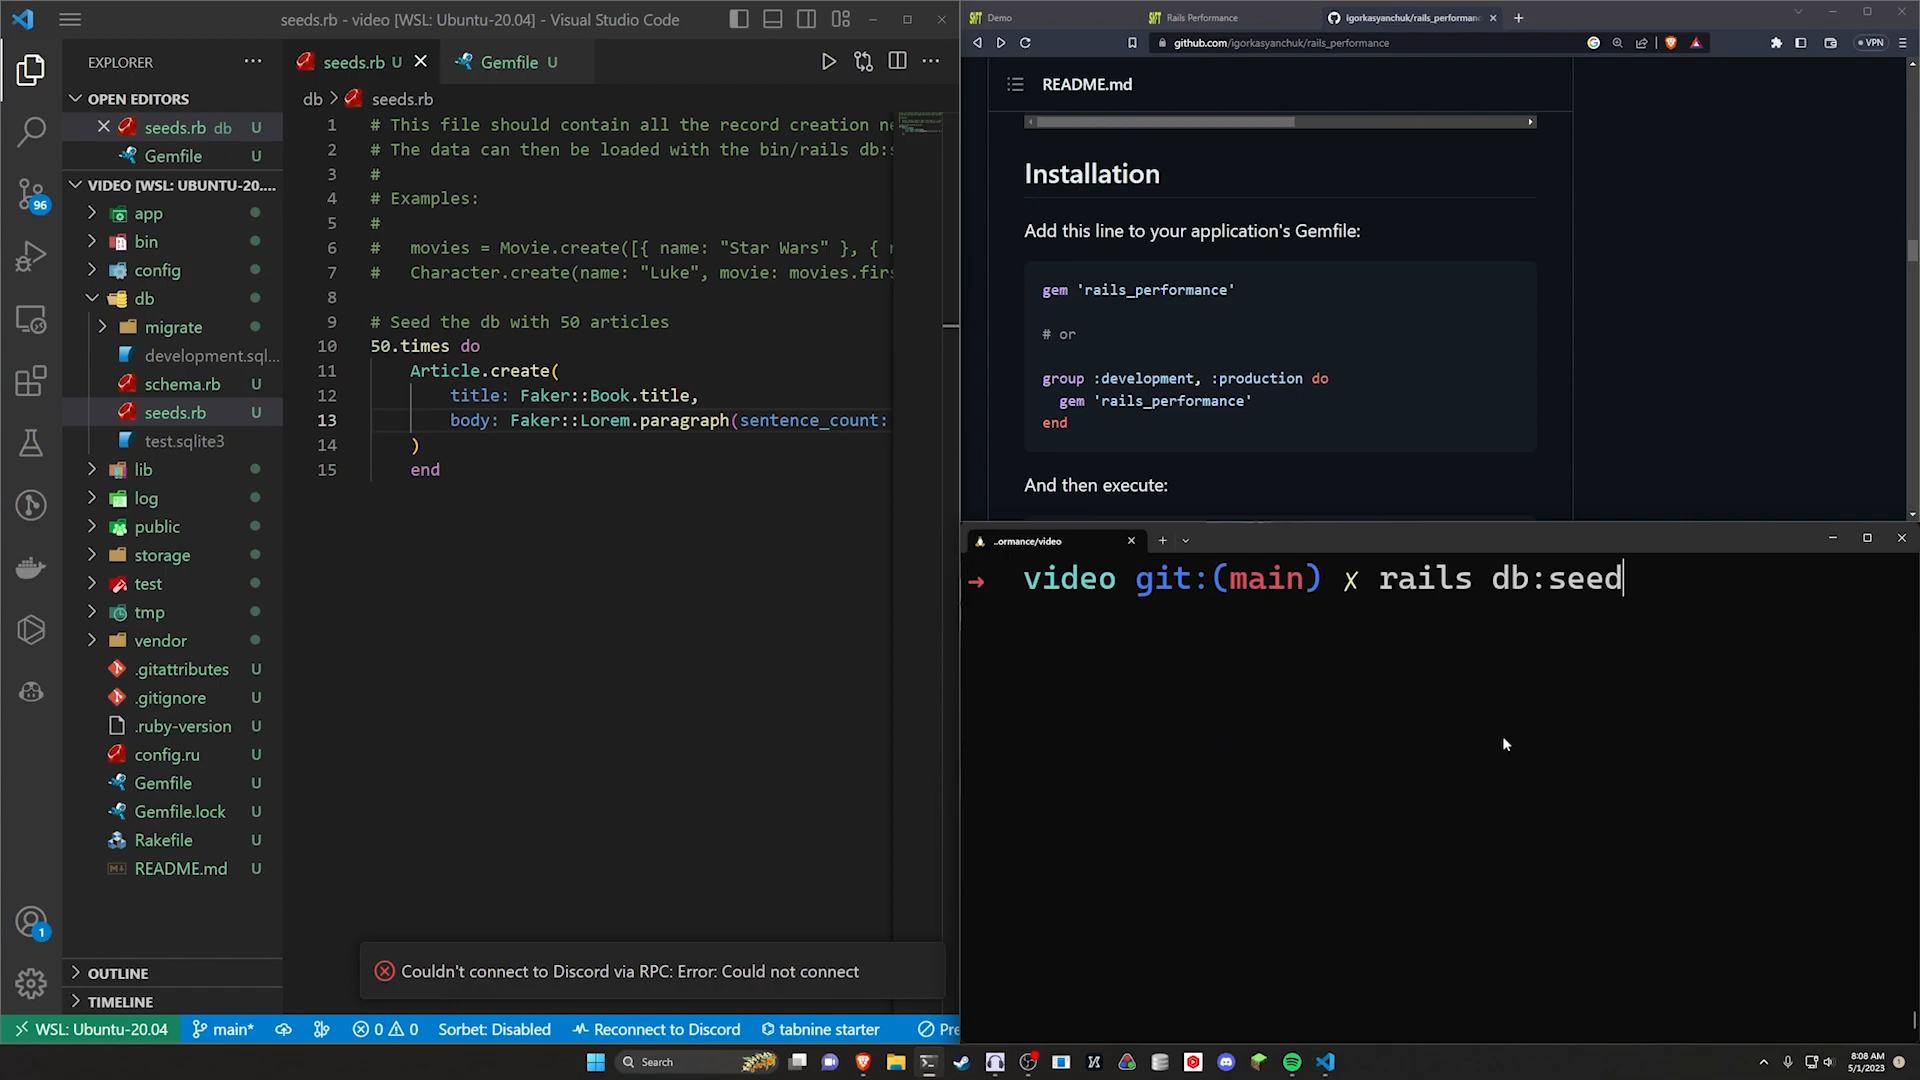 seeds.rb - video [WSL: Ubuntu-20.04] - Visual Studio Code
EXPLORER
OPEN EDITORS
seeds.rb db U
Gemfile U
VIDEO [WSL: UBUNTU-20....
app
bin
config
db
migrate
development.sql...
schema.rb U
seeds.rb U
test.sqlite3
lib
log
public
storage
test
tmp
vendor
.gitattributes U
.gitignore U
.ruby-version U
config.ru U
Gemfile U
Gemfile.lock U
Rakefile U
README.md U
OUTLINE
TIMELINE
96
1
seeds.rb U
Gemfile U
db > seeds.rb
1 # This file should contain all the record creation ne
2 # The data can then be loaded with the bin/rails db:s
3 #
4 # Examples:
5 #
6 #   movies = Movie.create([{ name: "Star Wars" }, { n
7 #   Character.create(name: "Luke", movie: movies.firs
8
9 # Seed the db with 50 articles
10 50.times do
11 Article.create(
12 title: Faker::Book.title,
13 body: Faker::Lorem.paragraph(sentence_count:
14 )
15 end
Couldn't connect to Discord via RPC: Error: Could not connect
WSL: Ubuntu-20.04 main* 0 0 Sorbet: Disabled Reconnect to Discord tabnine starter Pre
Demo
Rails Performance
igorkasyanchuk/rails_performan
github.com/igorkasyanchuk/rails_performance
VPN
README.md
Installation
Add this line to your application's Gemfile:
gem 'rails_performance'
# or
group :development, :production do
gem 'rails_performance'
end
And then execute:
..ormance/video
→ video git:(main) ✗ rails db:seed
Search
8:08 AM
5/1/2023